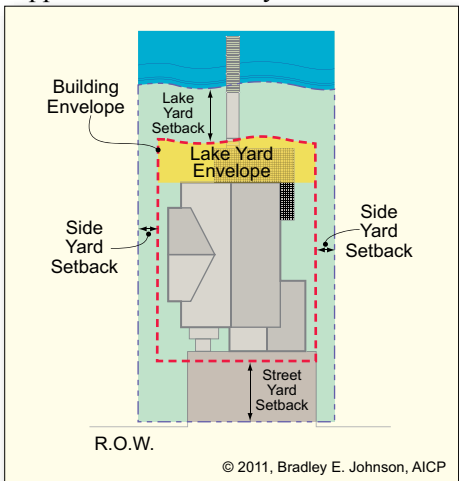 Building
Envelope
Lake
Yard
Setback
Lake Yard
Envelope
Side
Yard
Setback
Side
Yard
Setback
Street
Yard
Setback
R.O.W.
© 2011, Bradley E. Johnson, AICP